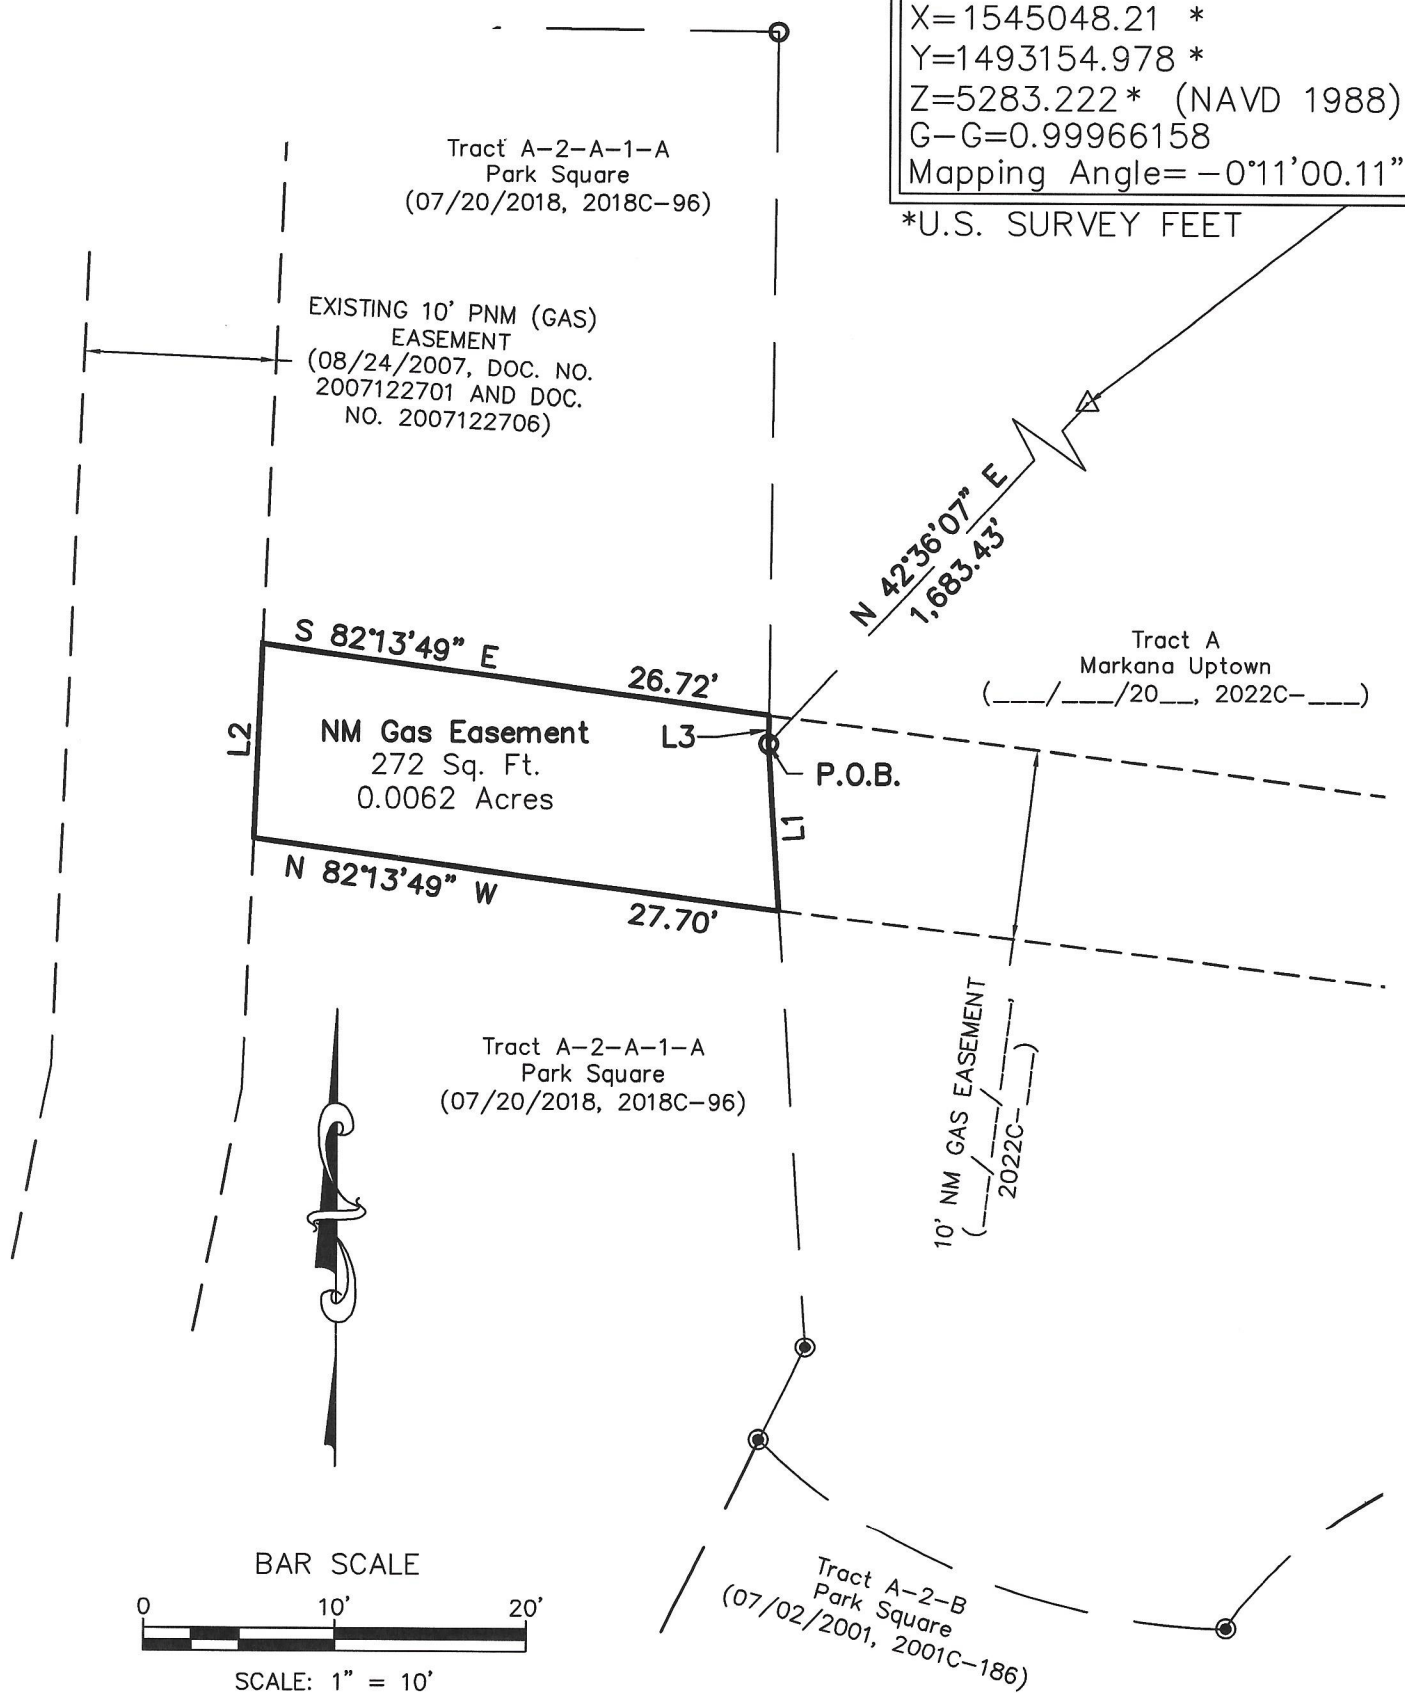 X=1545048.21 *
Y=1493154.978 *
Z=5283.222 * (NAVD 1988)
G-G=0.99966158
Mapping Angle= -0°11'00.11"
*U.S. SURVEY FEET
Tract A-2-A-1-A
Park Square
(07/20/2018, 2018C-96)
EXISTING 10' PNM (GAS)
EASEMENT
(08/24/2007, DOC. NO.
2007122701 AND DOC.
NO. 2007122706)
N 42°36'07" E
1,683.43'
Tract A
Markana Uptown
(___/___/20__, 2022C-___)
S 82°13'49" E
26.72'
L2
NM Gas Easement
272 Sq. Ft.
0.0062 Acres
L3
P.O.B.
L1
N 82°13'49" W
27.70'
10' NM GAS EASEMENT
(___/___/____,
2022C-____)
Tract A-2-A-1-A
Park Square
(07/20/2018, 2018C-96)
BAR SCALE
0 10' 20'
SCALE: 1" = 10'
Tract A-2-B
Park Square
(07/02/2001, 2001C-186)